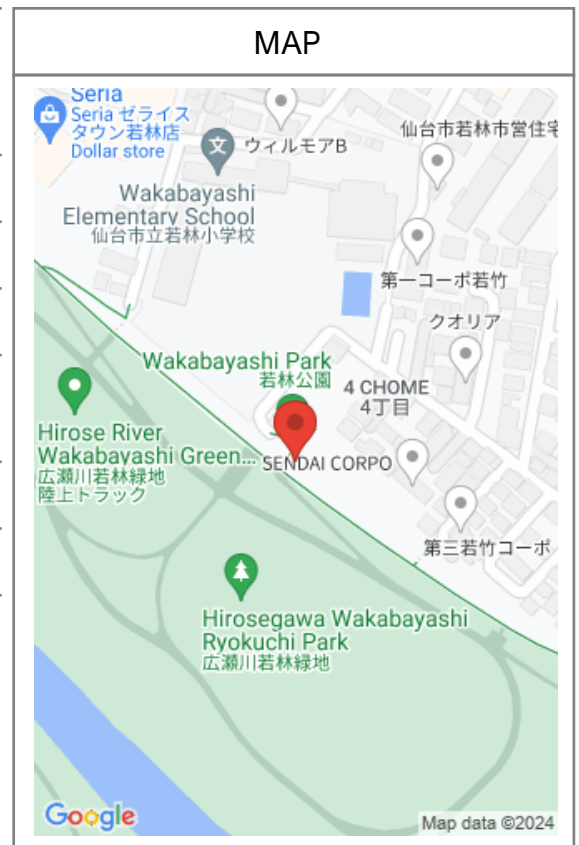 MAP
Seria
Seria ゼライス
タウン若林店
Dollar store
文
ウィルモアB
仙台市若林市営住宅
Wakabayashi
Elementary School
仙台市立若林小学校
第一コーポ若竹
クオリア
Wakabayashi Park
若林公園
4 CHOME
4丁目
Hirose River
Wakabayashi Green...
広瀬川若林緑地
陸上トラック
SENDAI CORPO
第三若竹コーポ
Hirosegawa Wakabayashi
Ryokuchi Park
広瀬川若林緑地
Google
Map data ©2024